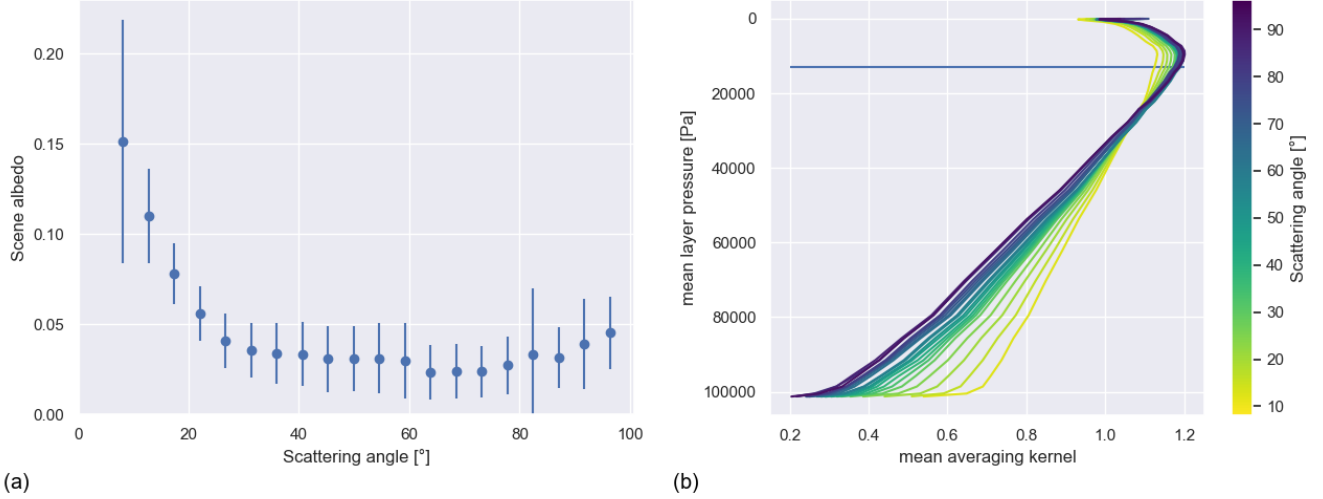 0.20
0.15
0.10
0.05
0.00
Scene albedo
0 20 40 60 80 100
Scattering angle [°]
(a)
0
20000
40000
60000
80000
100000
mean layer pressure [Pa]
0.2 0.4 0.6 0.8 1.0 1.2
mean averaging kernel
(b)
90
80
70
60
50
40
30
20
10
Scattering angle [°]